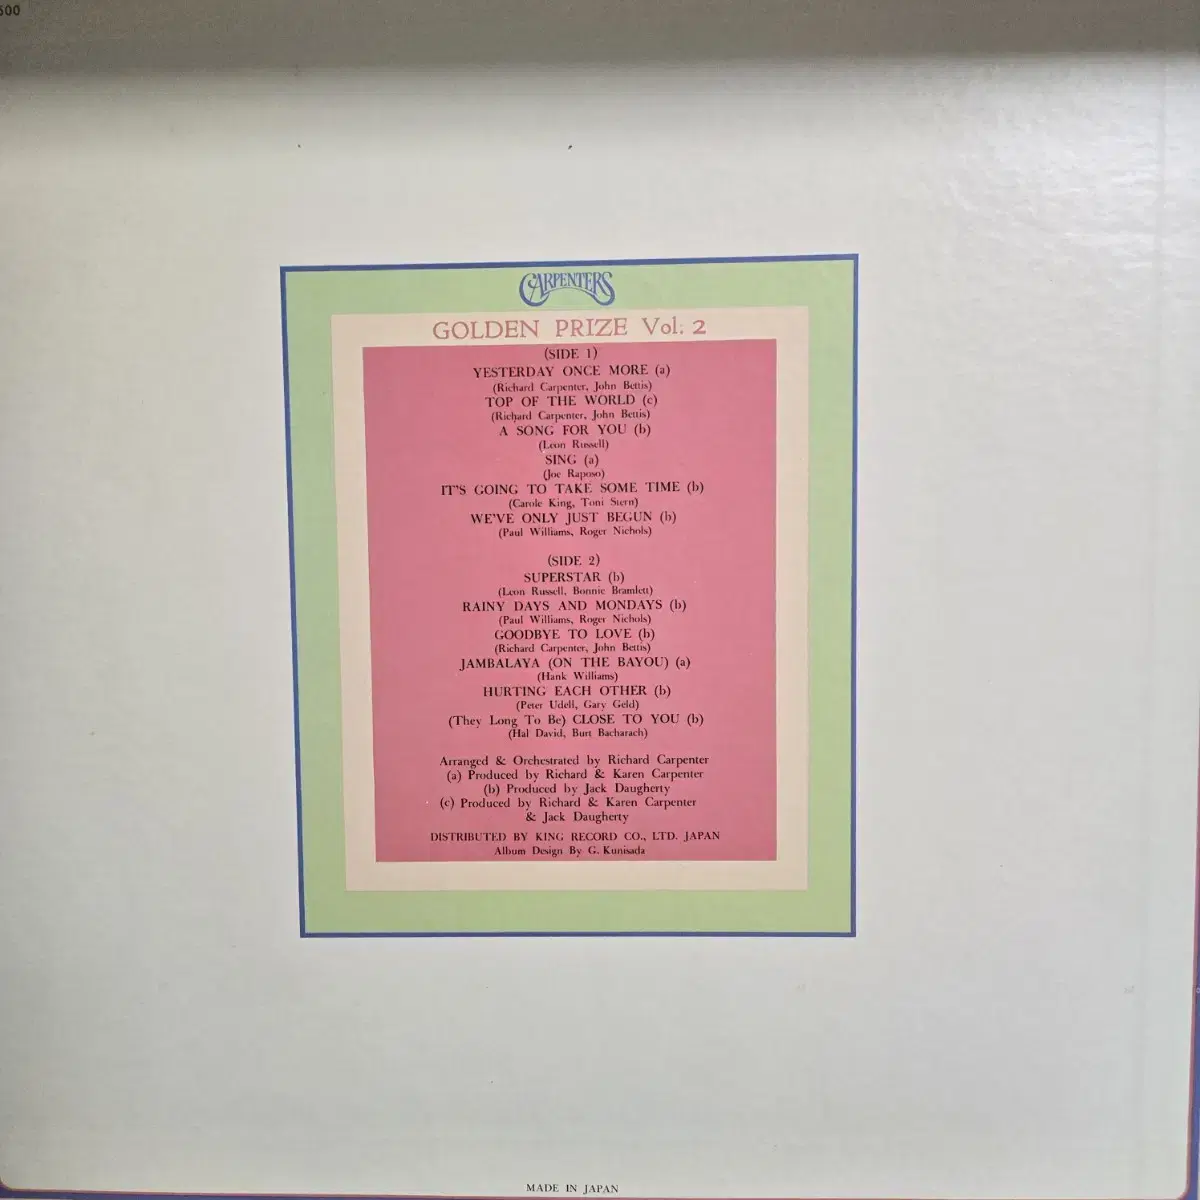 CARPENTERS
GOLDEN PRIZE Vol. 2
(SIDE 1)
YESTERDAY ONCE MORE (a)
(Richard Carpenter, John Bettis)
TOP OF THE WORLD (c)
(Richard Carpenter, John Bettis)
A SONG FOR YOU (b)
(Leon Russell)
SING (a)
(Joe Raposo)
IT'S GOING TO TAKE SOME TIME (b)
(Carole King, Toni Stern)
WE'VE ONLY JUST BEGUN (b)
(Paul Williams, Roger Nichols)
(SIDE 2)
SUPERSTAR (b)
(Leon Russell, Bonnie Bramlett)
RAINY DAYS AND MONDAYS (b)
(Paul Williams, Roger Nichols)
GOODBYE TO LOVE (b)
(Richard Carpenter, John Bettis)
JAMBALAYA (ON THE BAYOU) (a)
(Hank Williams)
HURTING EACH OTHER (b)
(Peter Udell, Gary Geld)
(They Long To Be) CLOSE TO YOU (b)
(Hal David, Burt Bacharach)
Arranged & Orchestrated by Richard Carpenter
(a) Produced by Richard & Karen Carpenter
(b) Produced by Jack Daugherty
(c) Produced by Richard & Karen Carpenter
& Jack Daugherty
DISTRIBUTED BY KING RECORD CO., LTD. JAPAN
Album Design By G. Kunisada
MADE IN JAPAN